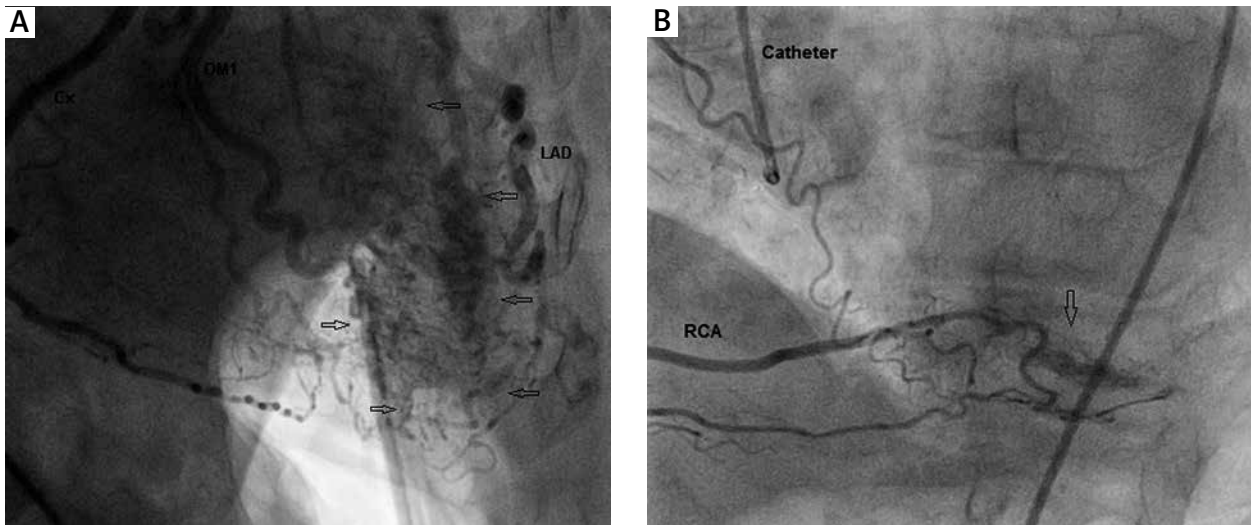 A
Cx
OM1
LAD
B
Catheter
RCA